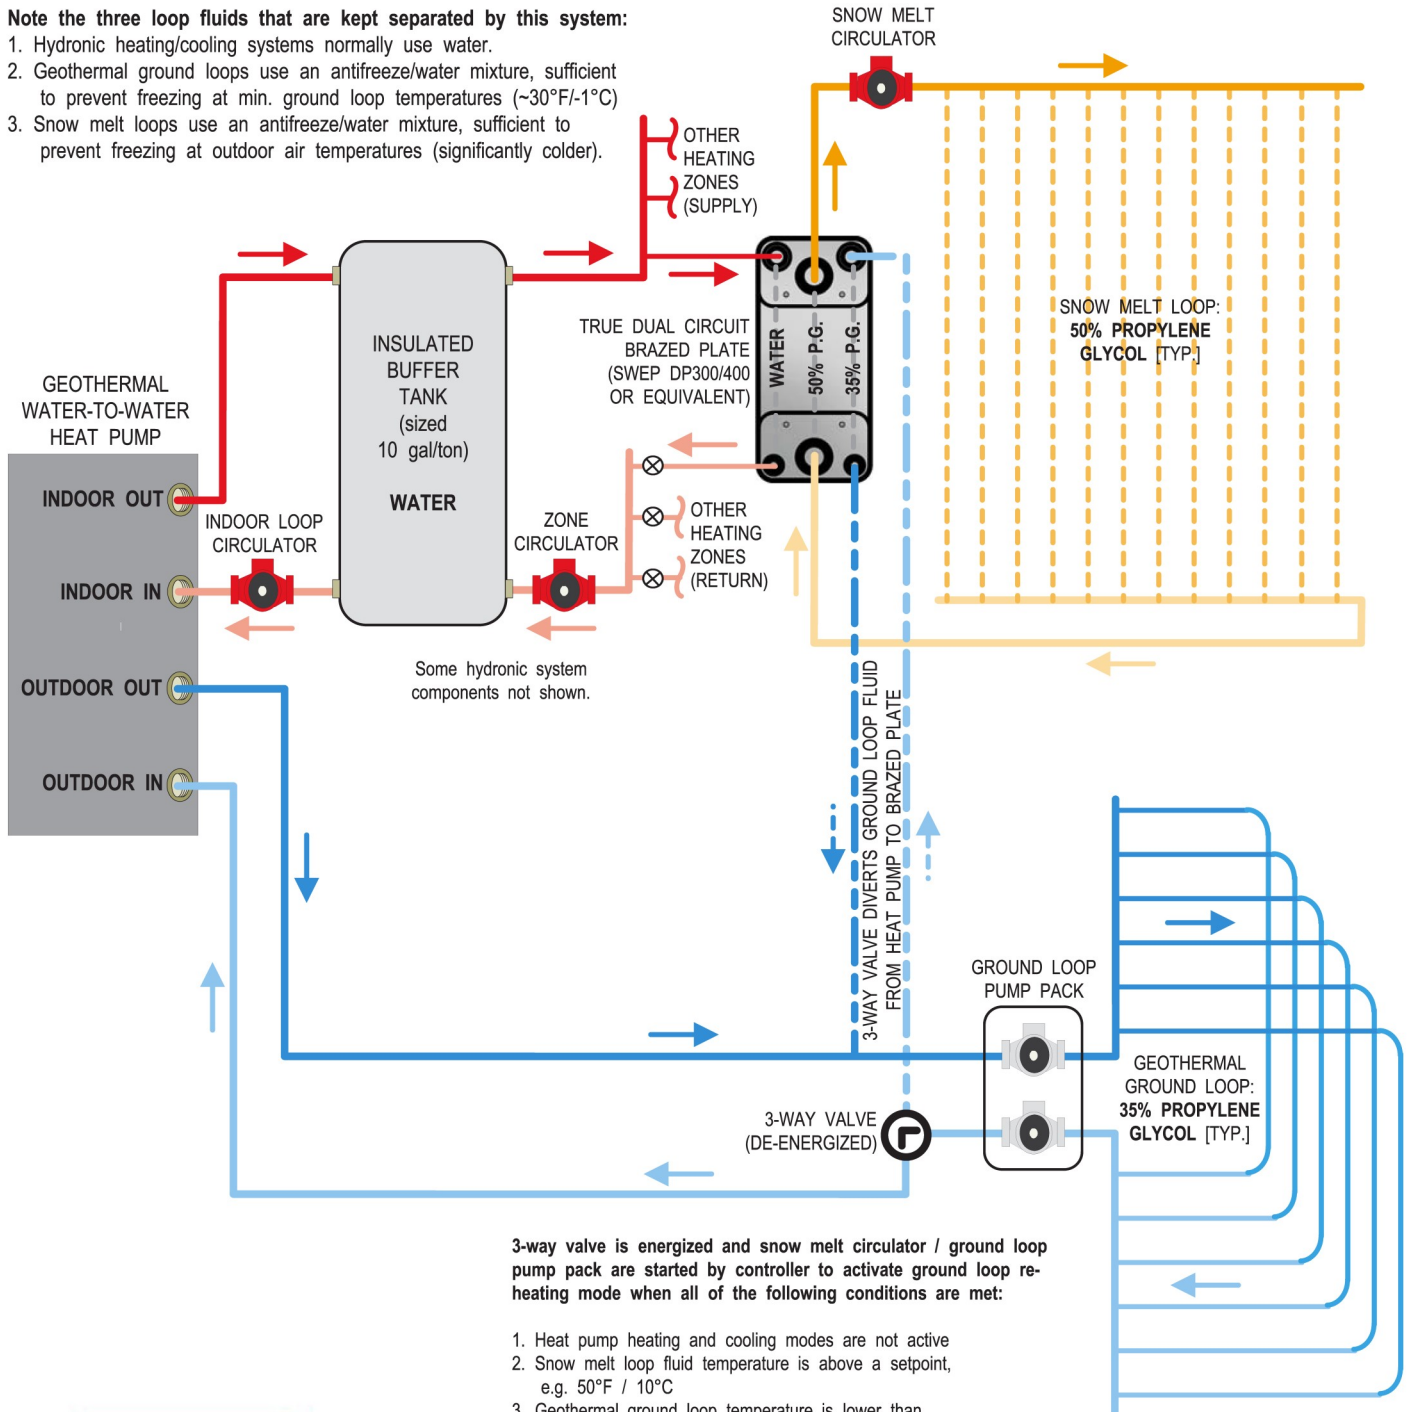 Note the three loop fluids that are kept separated by this system:
1. Hydronic heating/cooling systems normally use water.
2. Geothermal ground loops use an antifreeze/water mixture, sufficient
to prevent freezing at min. ground loop temperatures (~30°F/-1°C)
3. Snow melt loops use an antifreeze/water mixture, sufficient to
prevent freezing at outdoor air temperatures (significantly colder).
SNOW MELT
CIRCULATOR
OTHER
HEATING
ZONES
(SUPPLY)
TRUE DUAL CIRCUIT
BRAZED PLATE
(SWEP DP300/400
OR EQUIVALENT)
WATER
50% P.G.
35% P.G.
SNOW MELT LOOP:
50% PROPYLENE
GLYCOL [TYP.]
INSULATED
BUFFER
TANK
(sized
10 gal/ton)
WATER
GEOTHERMAL
WATER-TO-WATER
HEAT PUMP
INDOOR OUT
INDOOR IN
OUTDOOR OUT
OUTDOOR IN
INDOOR LOOP
CIRCULATOR
ZONE
CIRCULATOR
OTHER
HEATING
ZONES
(RETURN)
Some hydronic system
components not shown.
3-WAY VALVE DIVERTS GROUND LOOP FLUID
FROM HEAT PUMP TO BRAZED PLATE
GROUND LOOP
PUMP PACK
GEOTHERMAL
GROUND LOOP:
35% PROPYLENE
GLYCOL [TYP.]
3-WAY VALVE
(DE-ENERGIZED)
3-way valve is energized and snow melt circulator / ground loop
pump pack are started by controller to activate ground loop re-
heating mode when all of the following conditions are met:
1. Heat pump heating and cooling modes are not active
2. Snow melt loop fluid temperature is above a setpoint,
e.g. 50°F / 10°C
3. Geothermal ground loop temperature is lower than